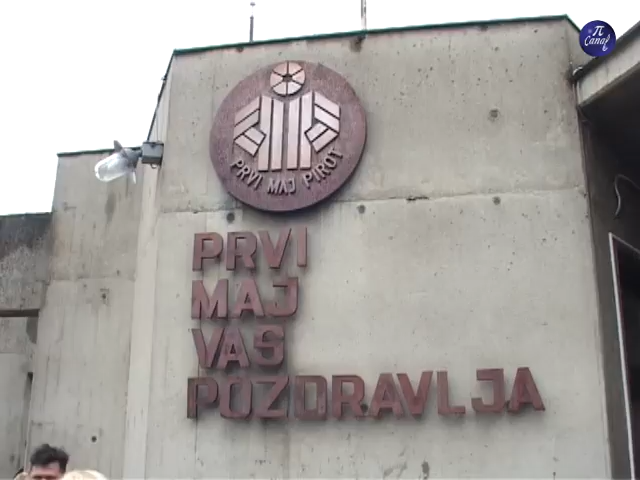 π
Canal
PRVI MAJ PIROT
PRVI
MAJ
VAS
POZDRAVLJA